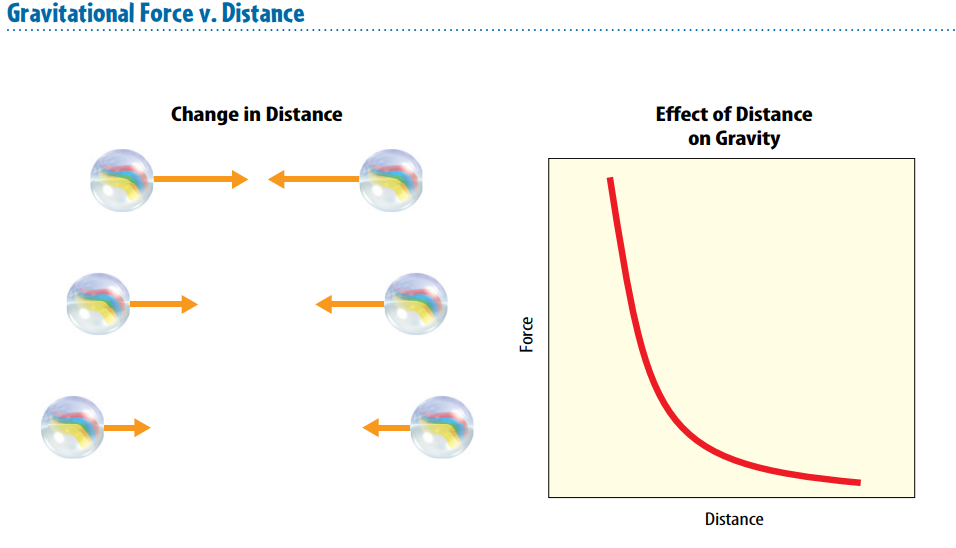 Gravitational Force v. Distance
Change in Distance
Effect of Distance
on Gravity
Force
Distance